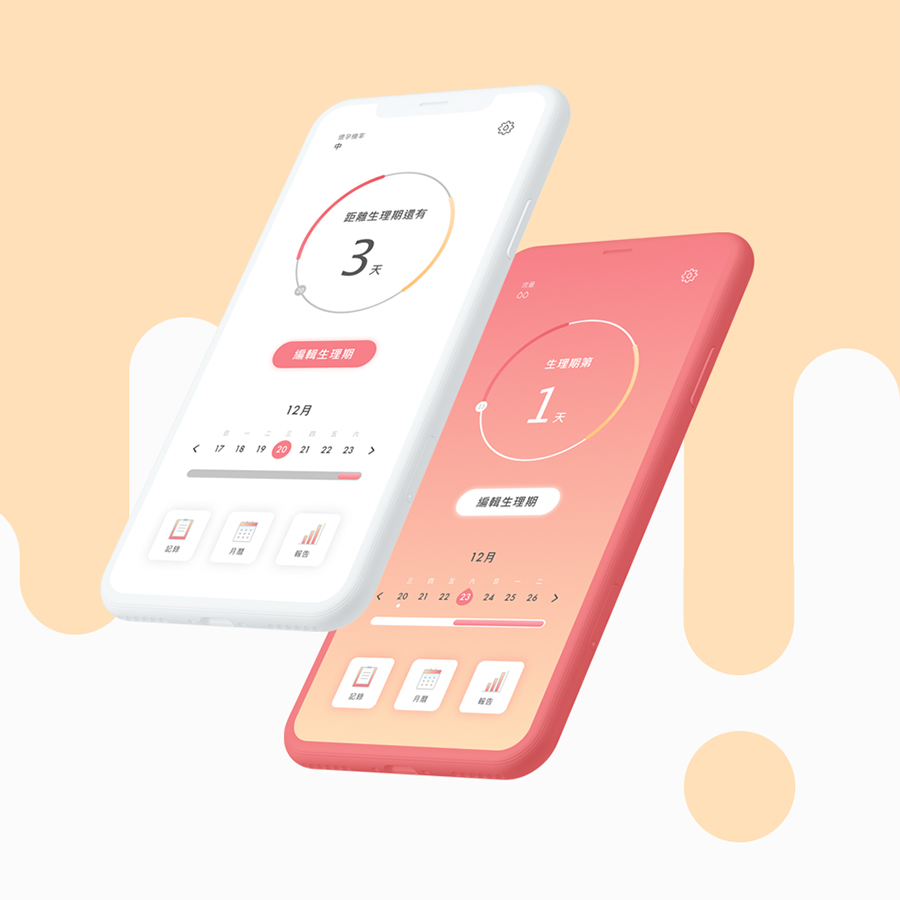 懷孕機率
中
距離生理期還有
3天
編輯生理期
12月
日 一 二 三 四 五 六
17 18 19 20 21 22 23
記錄
月曆
報告
流量
生理期第
1天
編輯生理期
12月
三 四 五 六 日 一 二
20 21 22 23 24 25 26
記錄
月曆
報告